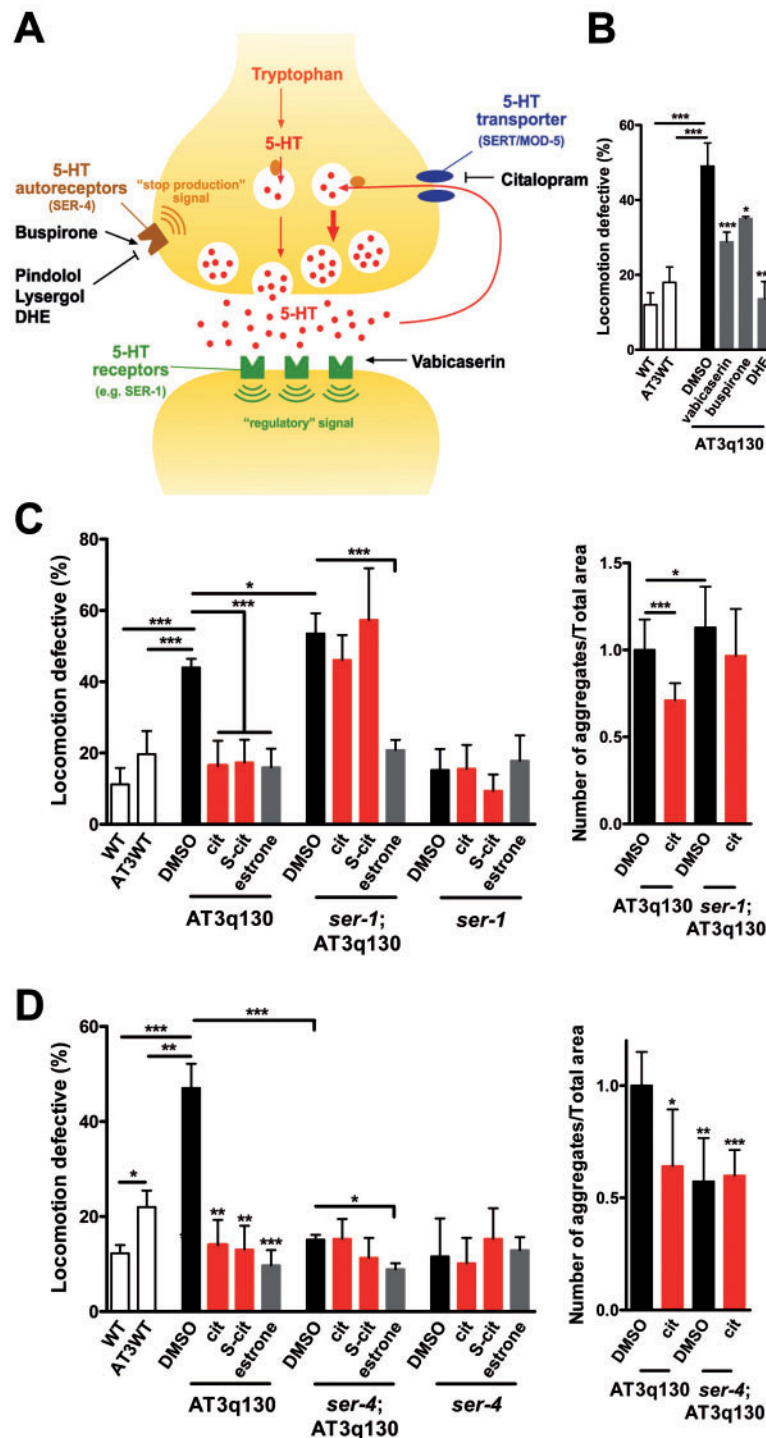 A
Tryptophan
5-HT
5-HT
transporter
(SERT/MOD-5)
Citalopram
5-HT
autoreceptors
(SER-4)
"stop production"
signal
Buspirone
Pindolol
Lysergol
DHE
5-HT
5-HT
receptors
(e.g. SER-1)
Vabicaserin
"regulatory" signal
B
Locomotion defective (%)
60
40
20
0
***
***
***
*
**
WT
AT3WT
DMSO
vabicaserin
buspirone
DHE
AT3q130
C
Locomotion defective (%)
80
60
40
20
0
***
***
***
*
***
WT
AT3WT
DMSO
cit
S-cit
estrone
DMSO
cit
S-cit
estrone
DMSO
cit
S-cit
estrone
AT3q130
ser-1;
AT3q130
ser-1
Number of aggregates/Total area
1.5
1.0
0.5
0.0
***
*
DMSO
cit
DMSO
cit
AT3q130
ser-1;
AT3q130
D
Locomotion defective (%)
60
40
20
0
*
***
**
***
**
**
***
*
WT
AT3WT
DMSO
cit
S-cit
estrone
DMSO
cit
S-cit
estrone
DMSO
cit
S-cit
estrone
AT3q130
ser-4;
AT3q130
ser-4
Number of aggregates/Total area
1.0
0.5
0.0
*
**
***
DMSO
cit
DMSO
cit
AT3q130
ser-4;
AT3q130